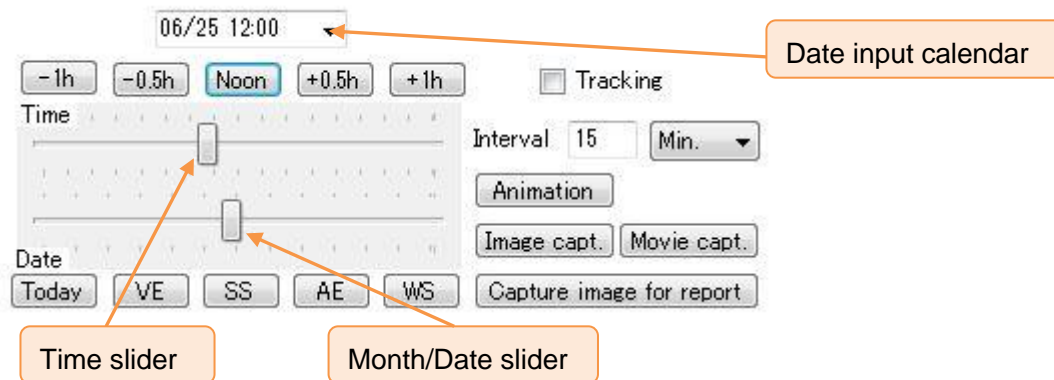 06/25 12:00
Date input calendar
-1h -0.5h Noon +0.5h +1h
Tracking
Time
Interval 15 Min.
Animation
Image capt. Movie capt.
Date
Today VE SS AE WS
Capture image for report
Time slider
Month/Date slider